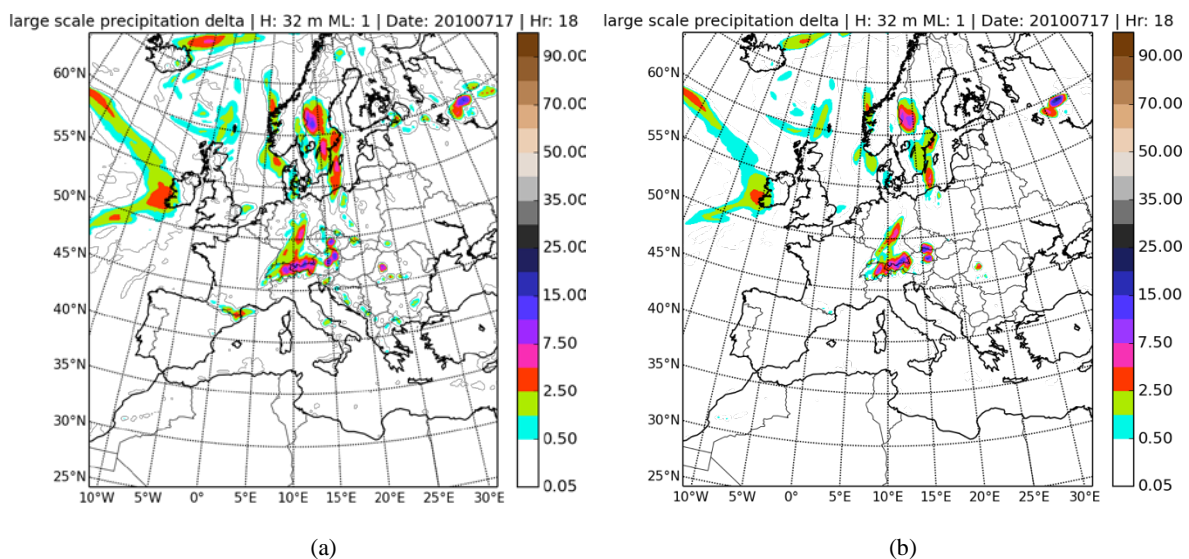 large scale precipitation delta | H: 32 m ML: 1 | Date: 20100717 | Hr: 18
60°N
55°N
50°N
45°N
40°N
35°N
30°N
25°N
10°W 5°W 0° 5°E 10°E 15°E 20°E 25°E 30°E
90.00
70.00
50.00
35.00
25.00
15.00
7.50
2.50
0.50
0.05
(a)
large scale precipitation delta | H: 32 m ML: 1 | Date: 20100717 | Hr: 18
60°N
55°N
50°N
45°N
40°N
35°N
30°N
25°N
10°W 5°W 0° 5°E 10°E 15°E 20°E 25°E 30°E
90.00
70.00
50.00
35.00
25.00
15.00
7.50
2.50
0.50
0.05
(b)